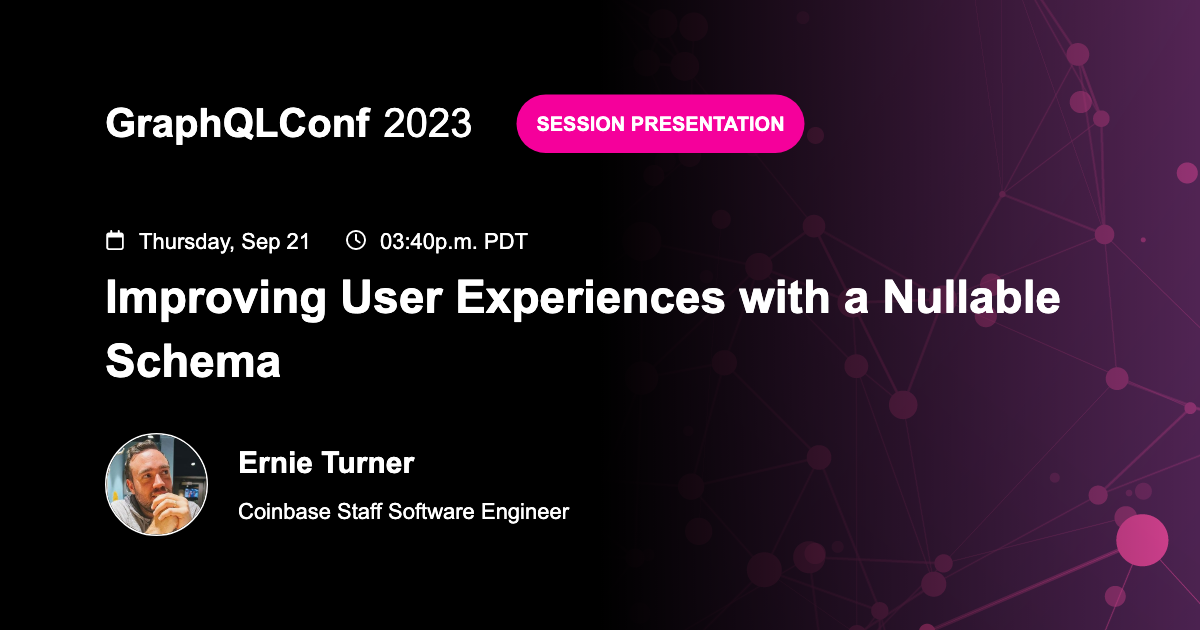 GraphQLConf 2023
SESSION PRESENTATION
Thursday, Sep 21
03:40p.m. PDT
Improving User Experiences with a Nullable
Schema
Ernie Turner
Coinbase Staff Software Engineer